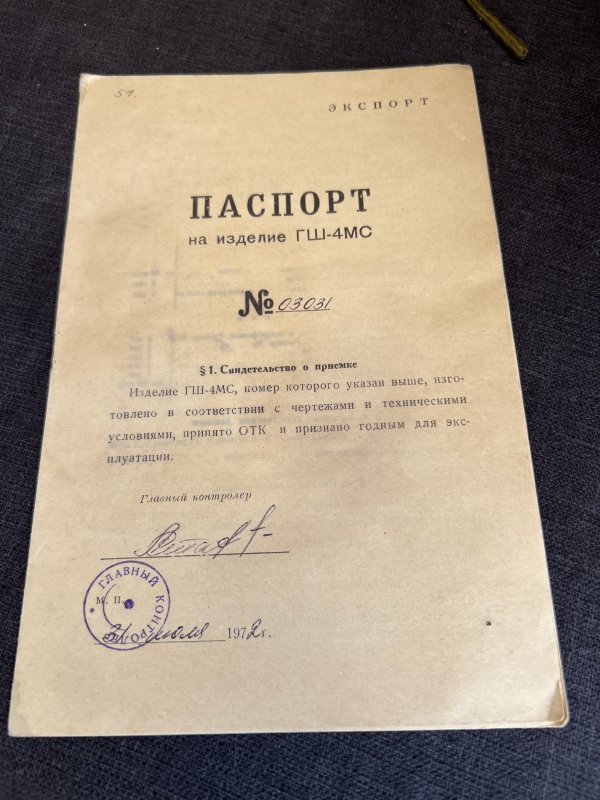 51.
ЭКСПОРТ
ПАСПОРТ
на изделие ГШ-4МС
№ 03031
§ 1. Свидетельство о приемке
Изделие ГШ-4МС, номер которого указан выше, изго-
товлено в соответствии с чертежами и техническими
условиями, принято ОТК и признано годным для экс-
плуатации.
Главный контролер
ГЛАВНЫЙ КОНТРОЛЕР
М. П.
июля 1972 г.